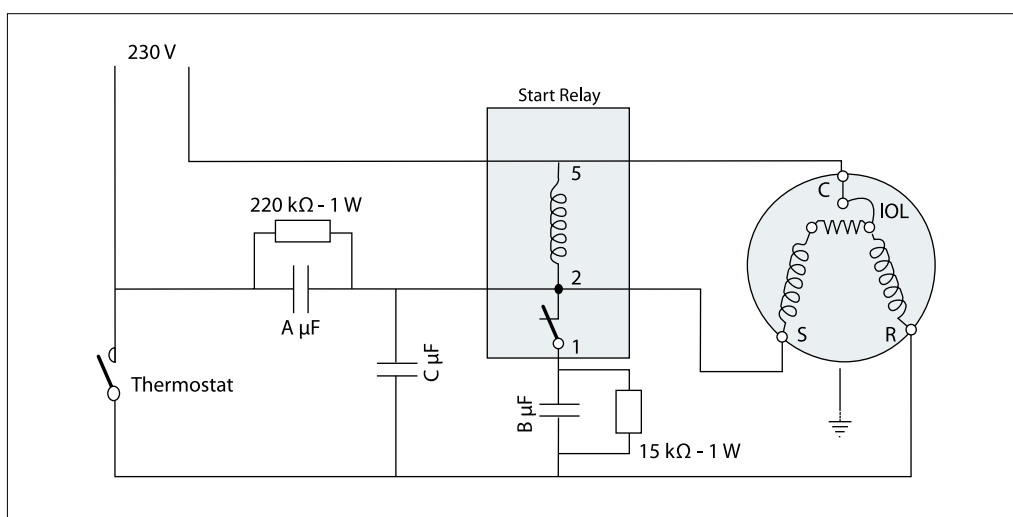 230 V
Start Relay
5
C
220 kΩ - 1 W
IOL
2
A µF
S
R
1
C µF
Thermostat
B µF
15 kΩ - 1 W